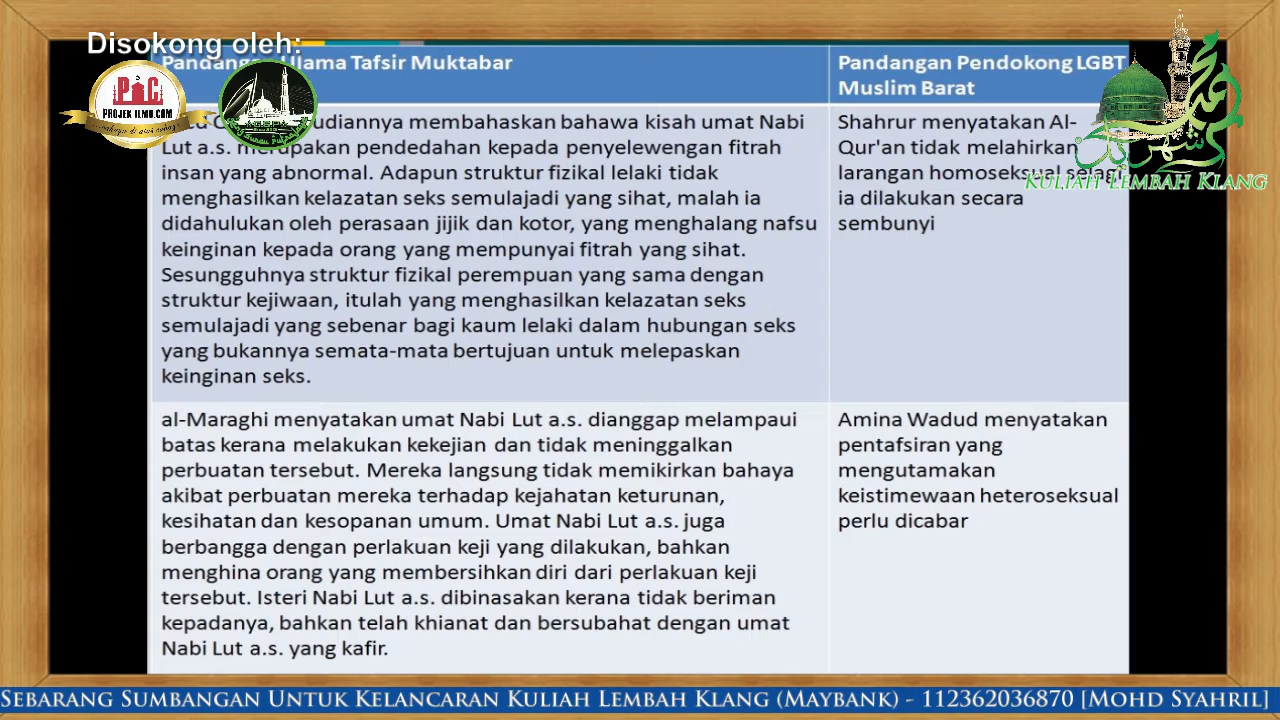 Disokong oleh:
Ulama Tafsir Muktabar
Pandangan Pendokong LGBT
Muslim Barat
PROJEK ILMU.COM
membahaskan bahawa kisah umat Nabi
Lut a.s. merupakan pendedahan kepada penyelewengan fitrah
insan yang abnormal. Adapun struktur fizikal lelaki tidak
menghasilkan kelazatan seks semulajadi yang sihat, malah ia
didahulukan oleh perasaan jijik dan kotor, yang menghalang nafsu
keinginan kepada orang yang mempunyai fitrah yang sihat.
Sesungguhnya struktur fizikal perempuan yang sama dengan
struktur kejiwaan, itulah yang menghasilkan kelazatan seks
semulajadi yang sebenar bagi kaum lelaki dalam hubungan seks
yang bukannya semata-mata bertujuan untuk melepaskan
keinginan seks.
Shahrur menyatakan Al-
Qur'an tidak melahirkan
larangan homoseksual selagi
ia dilakukan secara
sembunyi
KULIAH LEMBAH KLANG
al-Maraghi menyatakan umat Nabi Lut a.s. dianggap melampaui
batas kerana melakukan kekejian dan tidak meninggalkan
perbuatan tersebut. Mereka langsung tidak memikirkan bahaya
akibat perbuatan mereka terhadap kejahatan keturunan,
kesihatan dan kesopanan umum. Umat Nabi Lut a.s. juga
berbangga dengan perlakuan keji yang dilakukan, bahkan
menghina orang yang membersihkan diri dari perlakuan keji
tersebut. Isteri Nabi Lut a.s. dibinasakan kerana tidak beriman
kepadanya, bahkan telah khianat dan bersubahat dengan umat
Nabi Lut a.s. yang kafir.
Amina Wadud menyatakan
pentafsiran yang
mengutamakan
keistimewaan heteroseksual
perlu dicabar
SEBARANG SUMBANGAN UNTUK KELANCARAN KULIAH LEMBAH KLANG (MAYBANK) - 112362036870 [MOHD SYAHRIL]